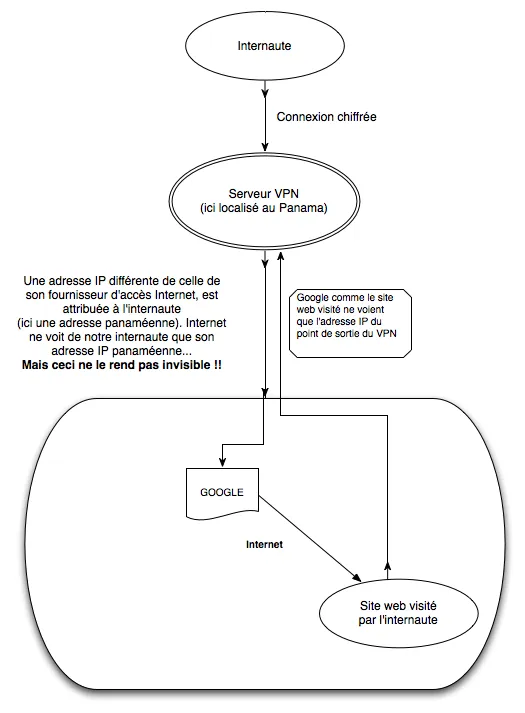 Internaute
Connexion chiffrée
Serveur VPN
(ici localisé au Panama)
Une adresse IP différente de celle de
son fournisseur d'accès Internet, est
attribuée à l'internaute
(ici une adresse panaméenne). Internet
ne voit de notre internaute que son
adresse IP panaméenne...
Mais ceci ne le rend pas invisible !!
Google comme le site
web visité ne voient
que l'adresse IP du
point de sortie du VPN
GOOGLE
Internet
Site web visité
par l'internaute